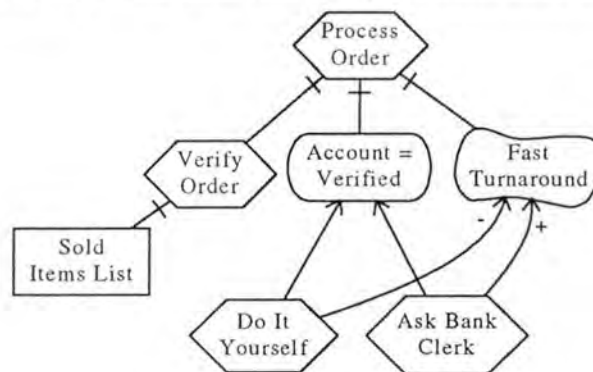 Process
Order
Verify
Order
Account =
Verified
Fast
Turnaround
-
+
Sold
Items List
Do It
Yourself
Ask Bank
Clerk